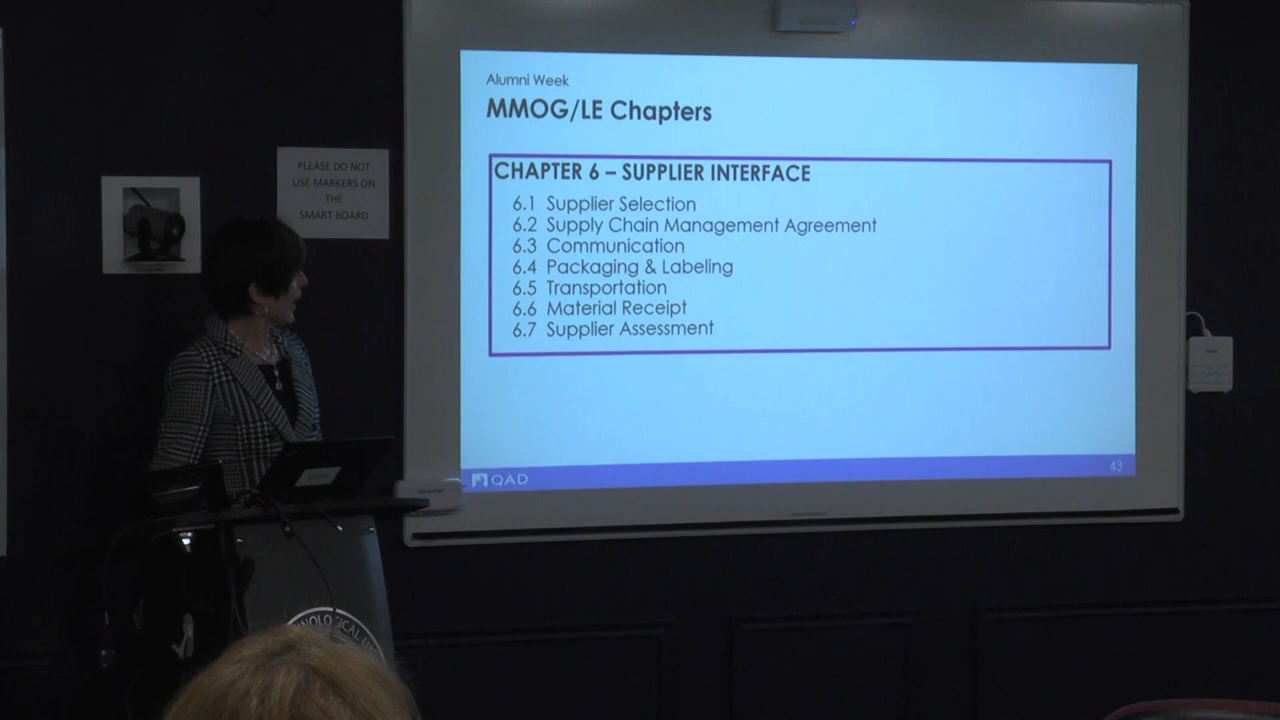 Alumni Week
MMOG/LE Chapters
CHAPTER 6 – SUPPLIER INTERFACE
6.1 Supplier Selection
6.2 Supply Chain Management Agreement
6.3 Communication
6.4 Packaging & Labeling
6.5 Transportation
6.6 Material Receipt
6.7 Supplier Assessment
QAD
43
PLEASE DO NOT
USE MARKERS ON
THE
SMART BOARD